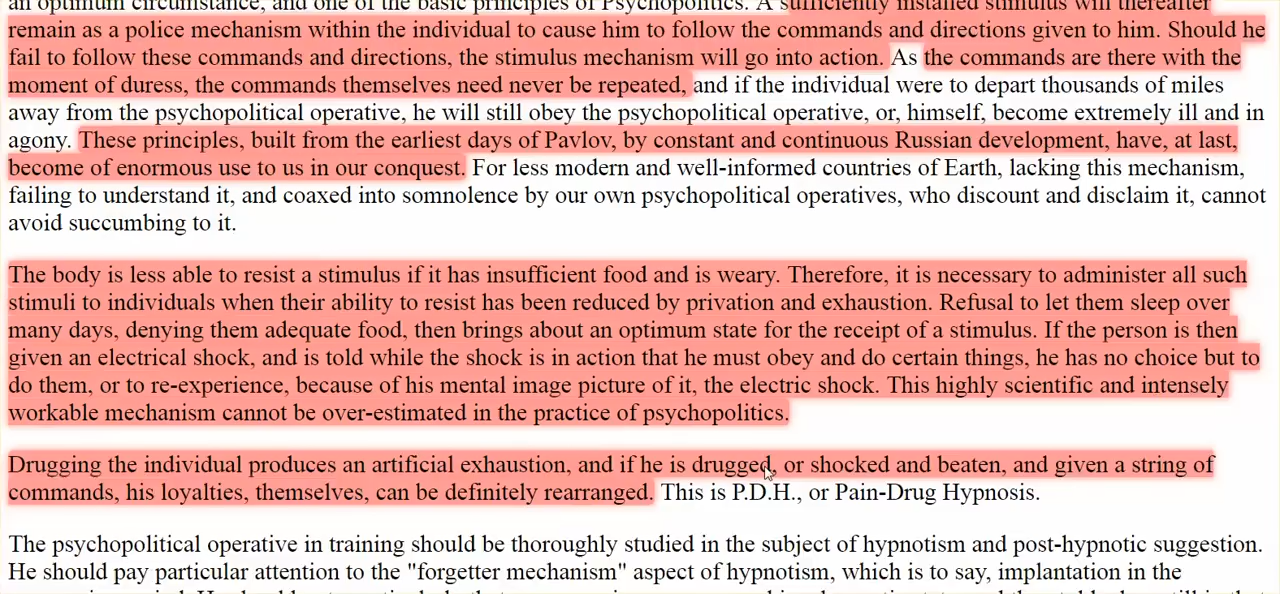 an optimum circumstance, and one of the basic principles of Psychopolitics. A sufficiently installed stimulus will thereafter
remain as a police mechanism within the individual to cause him to follow the commands and directions given to him. Should he
fail to follow these commands and directions, the stimulus mechanism will go into action. As the commands are there with the
moment of duress, the commands themselves need never be repeated, and if the individual were to depart thousands of miles
away from the psychopolitical operative, he will still obey the psychopolitical operative, or, himself, become extremely ill and in
agony. These principles, built from the earliest days of Pavlov, by constant and continuous Russian development, have, at last,
become of enormous use to us in our conquest. For less modern and well-informed countries of Earth, lacking this mechanism,
failing to understand it, and coaxed into somnolence by our own psychopolitical operatives, who discount and disclaim it, cannot
avoid succumbing to it.
The body is less able to resist a stimulus if it has insufficient food and is weary. Therefore, it is necessary to administer all such
stimuli to individuals when their ability to resist has been reduced by privation and exhaustion. Refusal to let them sleep over
many days, denying them adequate food, then brings about an optimum state for the receipt of a stimulus. If the person is then
given an electrical shock, and is told while the shock is in action that he must obey and do certain things, he has no choice but to
do them, or to re-experience, because of his mental image picture of it, the electric shock. This highly scientific and intensely
workable mechanism cannot be over-estimated in the practice of psychopolitics.
Drugging the individual produces an artificial exhaustion, and if he is drugged, or shocked and beaten, and given a string of
commands, his loyalties, themselves, can be definitely rearranged. This is P.D.H., or Pain-Drug Hypnosis.
The psychopolitical operative in training should be thoroughly studied in the subject of hypnotism and post-hypnotic suggestion.
He should pay particular attention to the "forgetter mechanism" aspect of hypnotism, which is to say, implantation in the